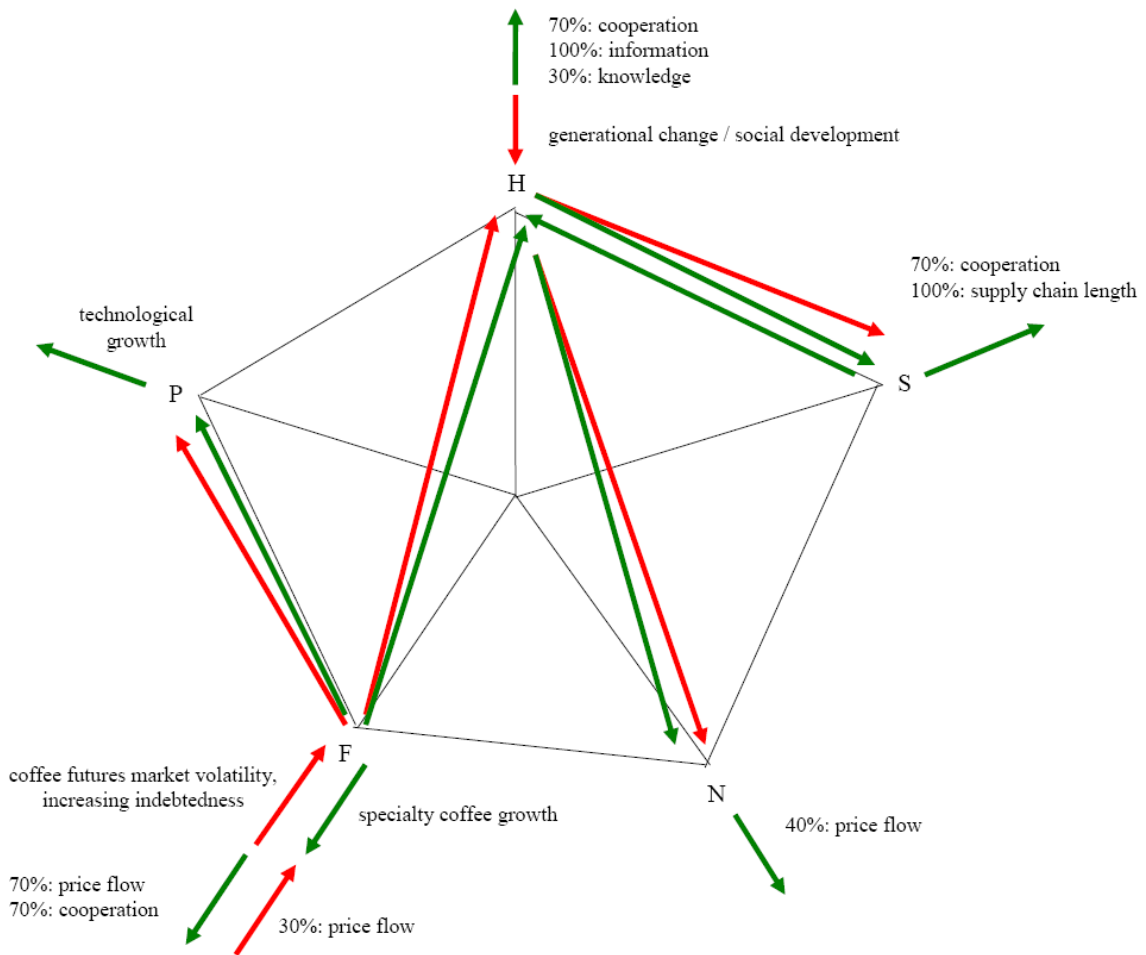 70%: cooperation
100%: information
30%: knowledge
generational change / social development
H
70%: cooperation
100%: supply chain length
technological
growth
P
S
F
coffee futures market volatility,
increasing indebtedness
specialty coffee growth
N
40%: price flow
70%: price flow
70%: cooperation
30%: price flow